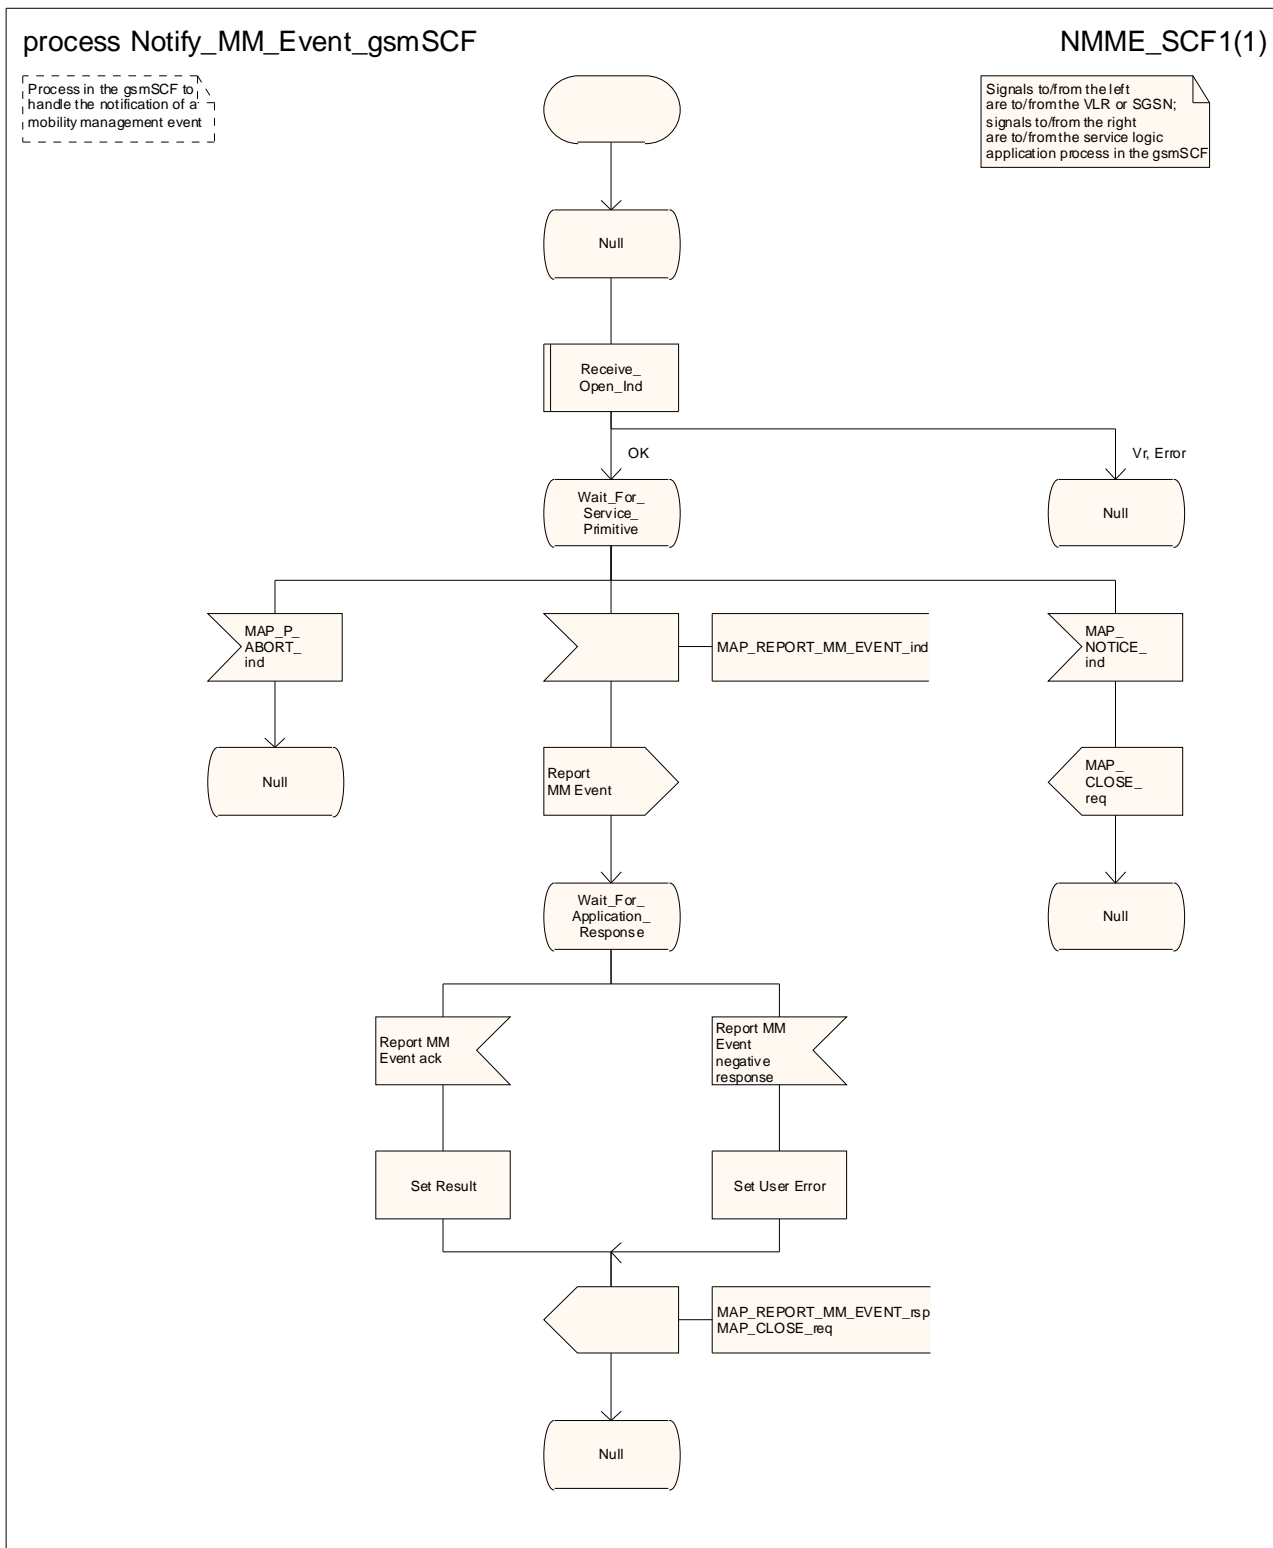 process Notify_MM_Event_gsmSCF
NMME_SCF1(1)
Process in the gsmSCF to
handle the notification of a
mobility management event
Signals to/from the left
are to/from the VLR or SGSN;
signals to/from the right
are to/from the service logic
application process in the gsmSCF
Null
Receive_
Open_Ind
OK
Vr, Error
Wait_For_
Service_
Primitive
Null
MAP_P_
ABORT_
ind
MAP_REPORT_MM_EVENT_ind
MAP_
NOTICE_
ind
Null
Report
MM Event
MAP_
CLOSE_
req
Wait_For_
Application_
Response
Null
Report MM
Event ack
Report MM
Event
negative
response
Set Result
Set User Error
MAP_REPORT_MM_EVENT_rsp
MAP_CLOSE_req
Null